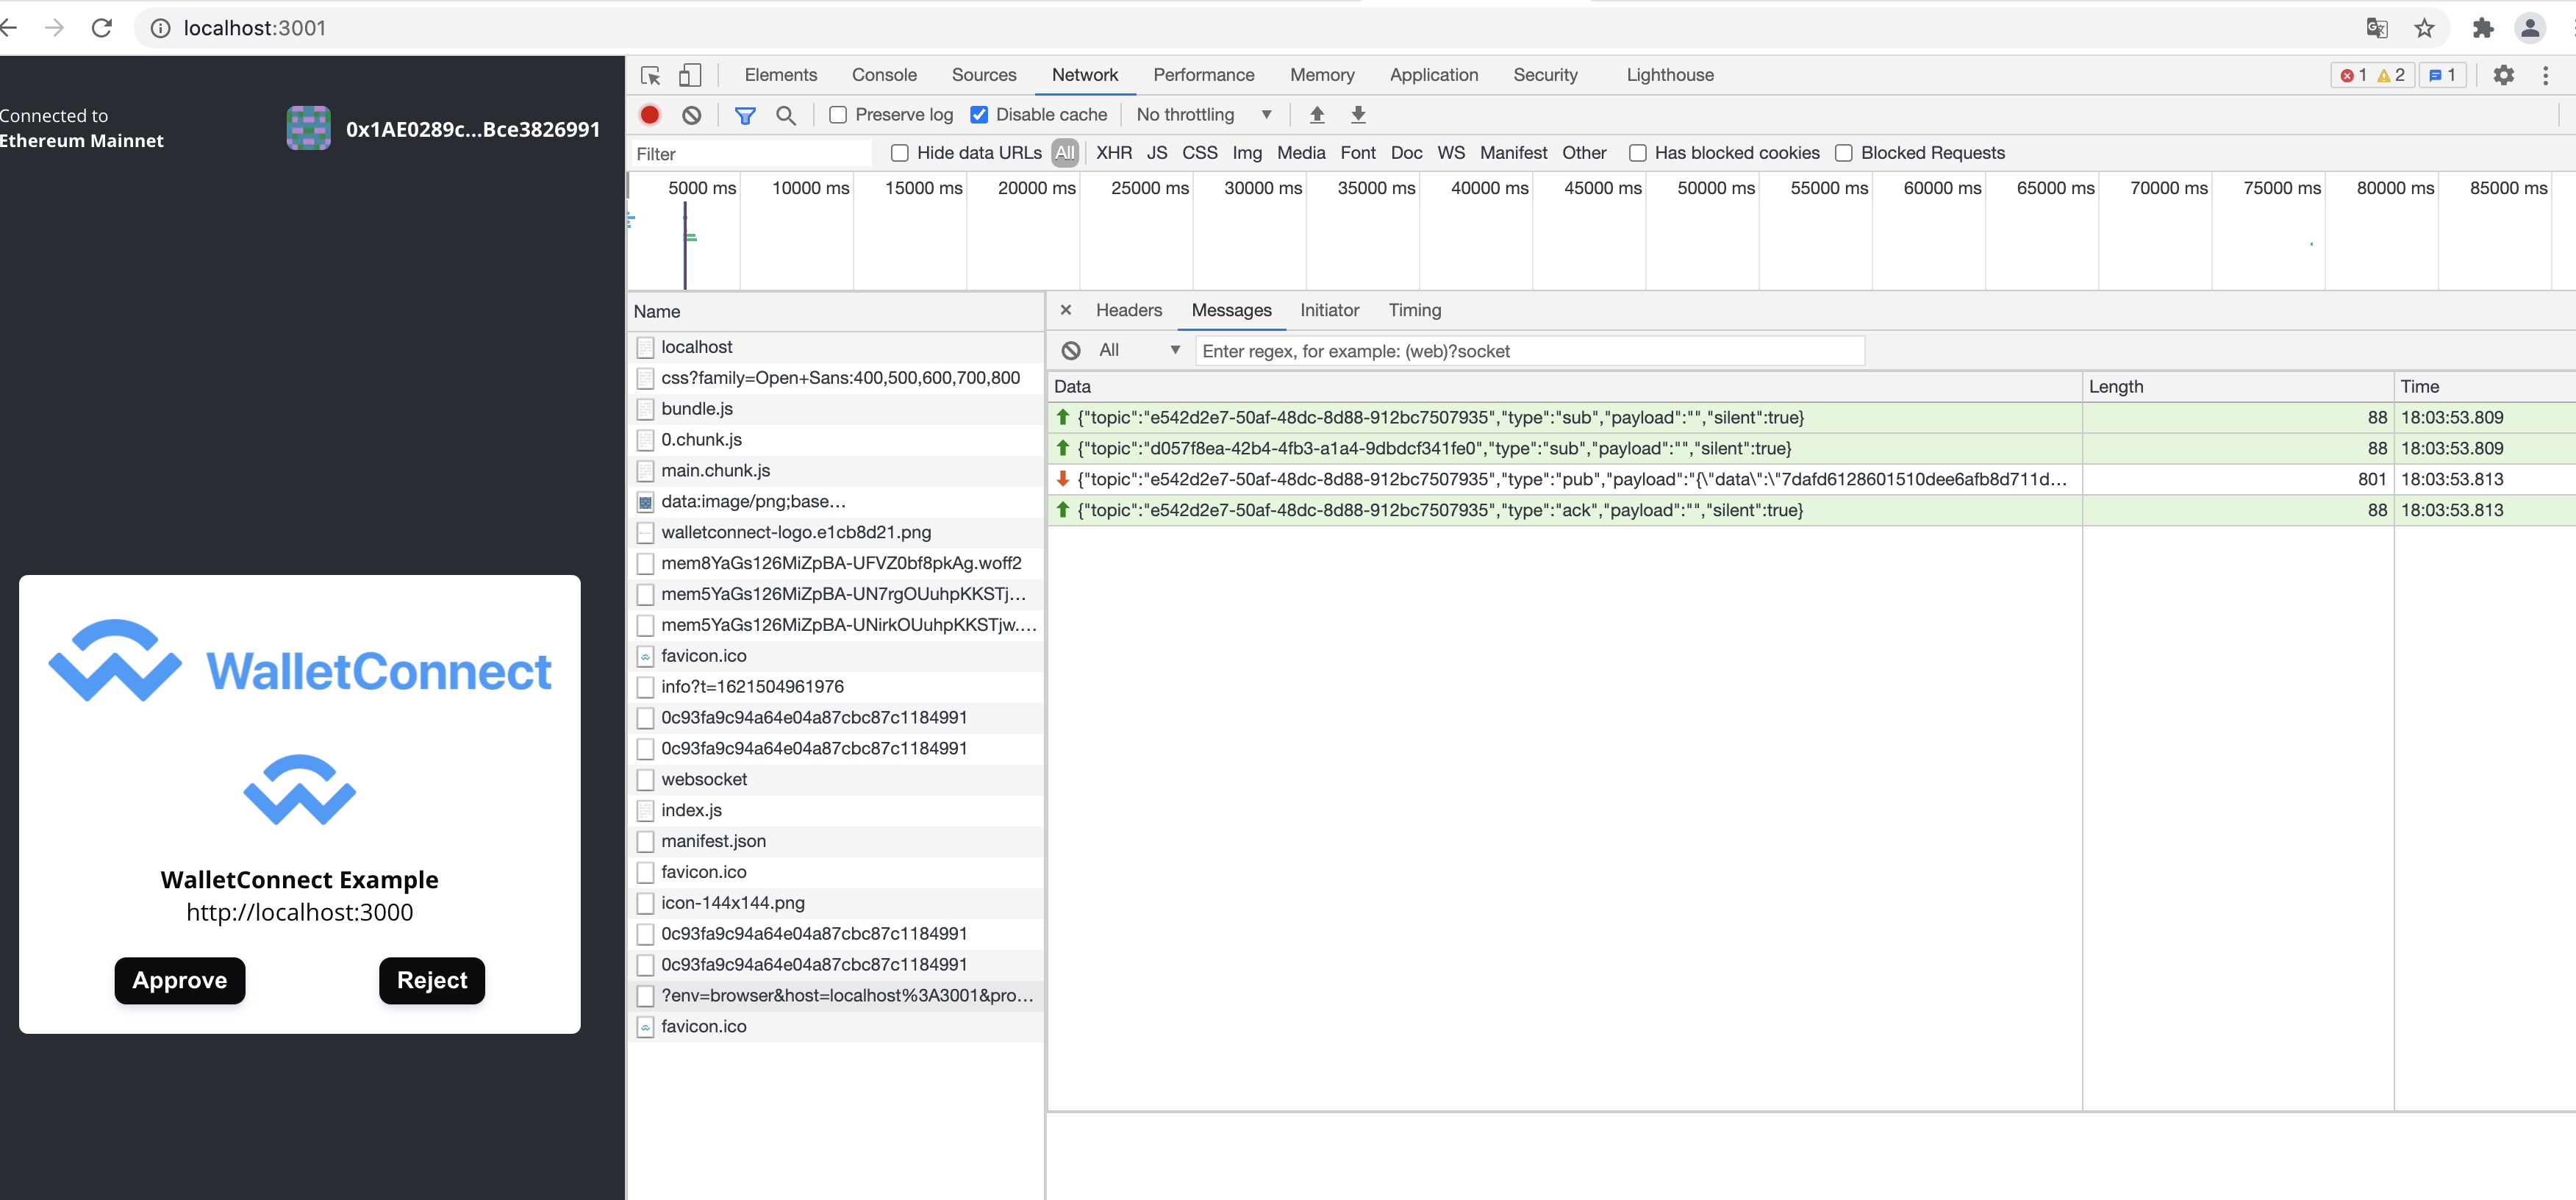 localhost:3001
Connected to
Ethereum Mainnet
0x1AE0289c...Bce3826991
WalletConnect
WalletConnect Example
http://localhost:3000
Approve Reject
Elements Console Sources Network Performance Memory Application Security Lighthouse 1 2 1
Preserve log Disable cache No throttling
Filter Hide data URLs All XHR JS CSS Img Media Font Doc WS Manifest Other Has blocked cookies Blocked Requests
5000 ms 10000 ms 15000 ms 20000 ms 25000 ms 30000 ms 35000 ms 40000 ms 45000 ms 50000 ms 55000 ms 60000 ms 65000 ms 70000 ms 75000 ms 80000 ms 85000 ms
Name
localhost
css?family=Open+Sans:400,500,600,700,800
bundle.js
0.chunk.js
main.chunk.js
data:image/png;base…
walletconnect-logo.e1cb8d21.png
mem8YaGs126MiZpBA-UFVZ0bf8pkAg.woff2
mem5YaGs126MiZpBA-UN7rgOUuhpKKSTj…
mem5YaGs126MiZpBA-UNirkOUuhpKKSTjw.…
favicon.ico
info?t=1621504961976
0c93fa9c94a64e04a87cbc87c1184991
0c93fa9c94a64e04a87cbc87c1184991
websocket
index.js
manifest.json
favicon.ico
icon-144x144.png
0c93fa9c94a64e04a87cbc87c1184991
0c93fa9c94a64e04a87cbc87c1184991
?env=browser&host=localhost%3A3001&pro…
favicon.ico
× Headers Messages Initiator Timing
All Enter regex, for example: (web)?socket
Data Length Time
{"topic":"e542d2e7-50af-48dc-8d88-912bc7507935","type":"sub","payload":"","silent":true} 88 18:03:53.809
{"topic":"d057f8ea-42b4-4fb3-a1a4-9dbdcf341fe0","type":"sub","payload":"","silent":true} 88 18:03:53.809
{"topic":"e542d2e7-50af-48dc-8d88-912bc7507935","type":"pub","payload":"{\"data\":\"7dafd6128601510dee6afb8d711d… 801 18:03:53.813
{"topic":"e542d2e7-50af-48dc-8d88-912bc7507935","type":"ack","payload":"","silent":true} 88 18:03:53.813